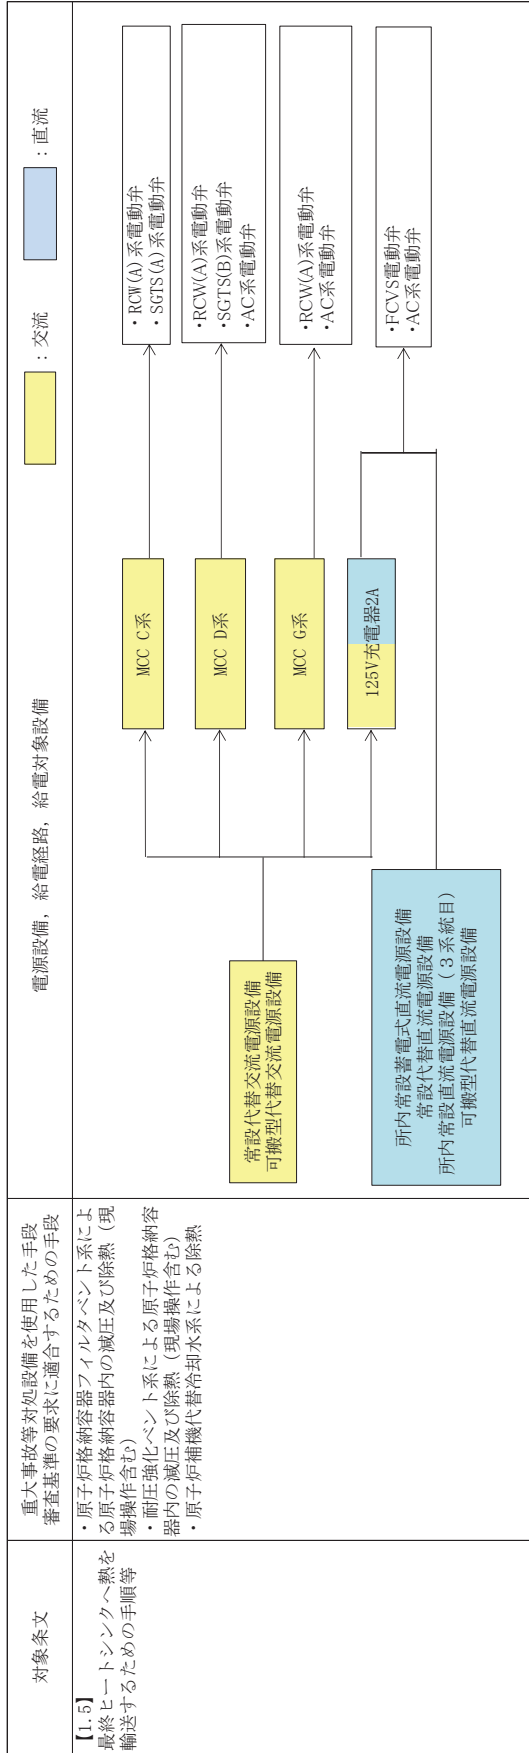 対象条文
重大事故等対処設備を使用した手段
審査基準の要求に適合するための手段
電源設備，給電経路，給電対象設備
：交流
：直流
【1.5】
最終ヒートシンクへ熱を
輸送するための手順等
・原子炉格納容器フィルタベント系によ
る原子炉格納容器内の減圧及び除熱（現
場操作含む）
・耐圧強化ベント系による原子炉格納容
器内の減圧及び除熱（現場操作含む）
・原子炉補機代替冷却水系による除熱
常設代替交流電源設備
可搬型代替交流電源設備
所内常設蓄電式直流電源設備
常設代替直流電源設備
所内常設直流電源設備（３系統目）
可搬型代替直流電源設備
MCC C系
MCC D系
MCC G系
125V充電器2A
・RCW(A)系電動弁
・SGTS(A)系電動弁
・RCW(A)系電動弁
・SGTS(B)系電動弁
・AC系電動弁
・RCW(A)系電動弁
・AC系電動弁
・FCVS電動弁
・AC系電動弁